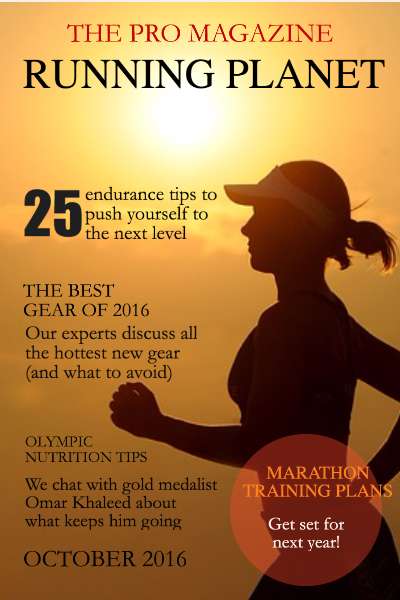 THE PRO MAGAZINE
RUNNING PLANET
25
endurance tips to
push yourself to
the next level
THE BEST
GEAR OF 2016
Our experts discuss all
the hottest new gear
(and what to avoid)
OLYMPIC
NUTRITION TIPS
We chat with gold medalist
Omar Khaleed about
what keeps him going
MARATHON
TRAINING PLANS
Get set for
next year!
OCTOBER 2016